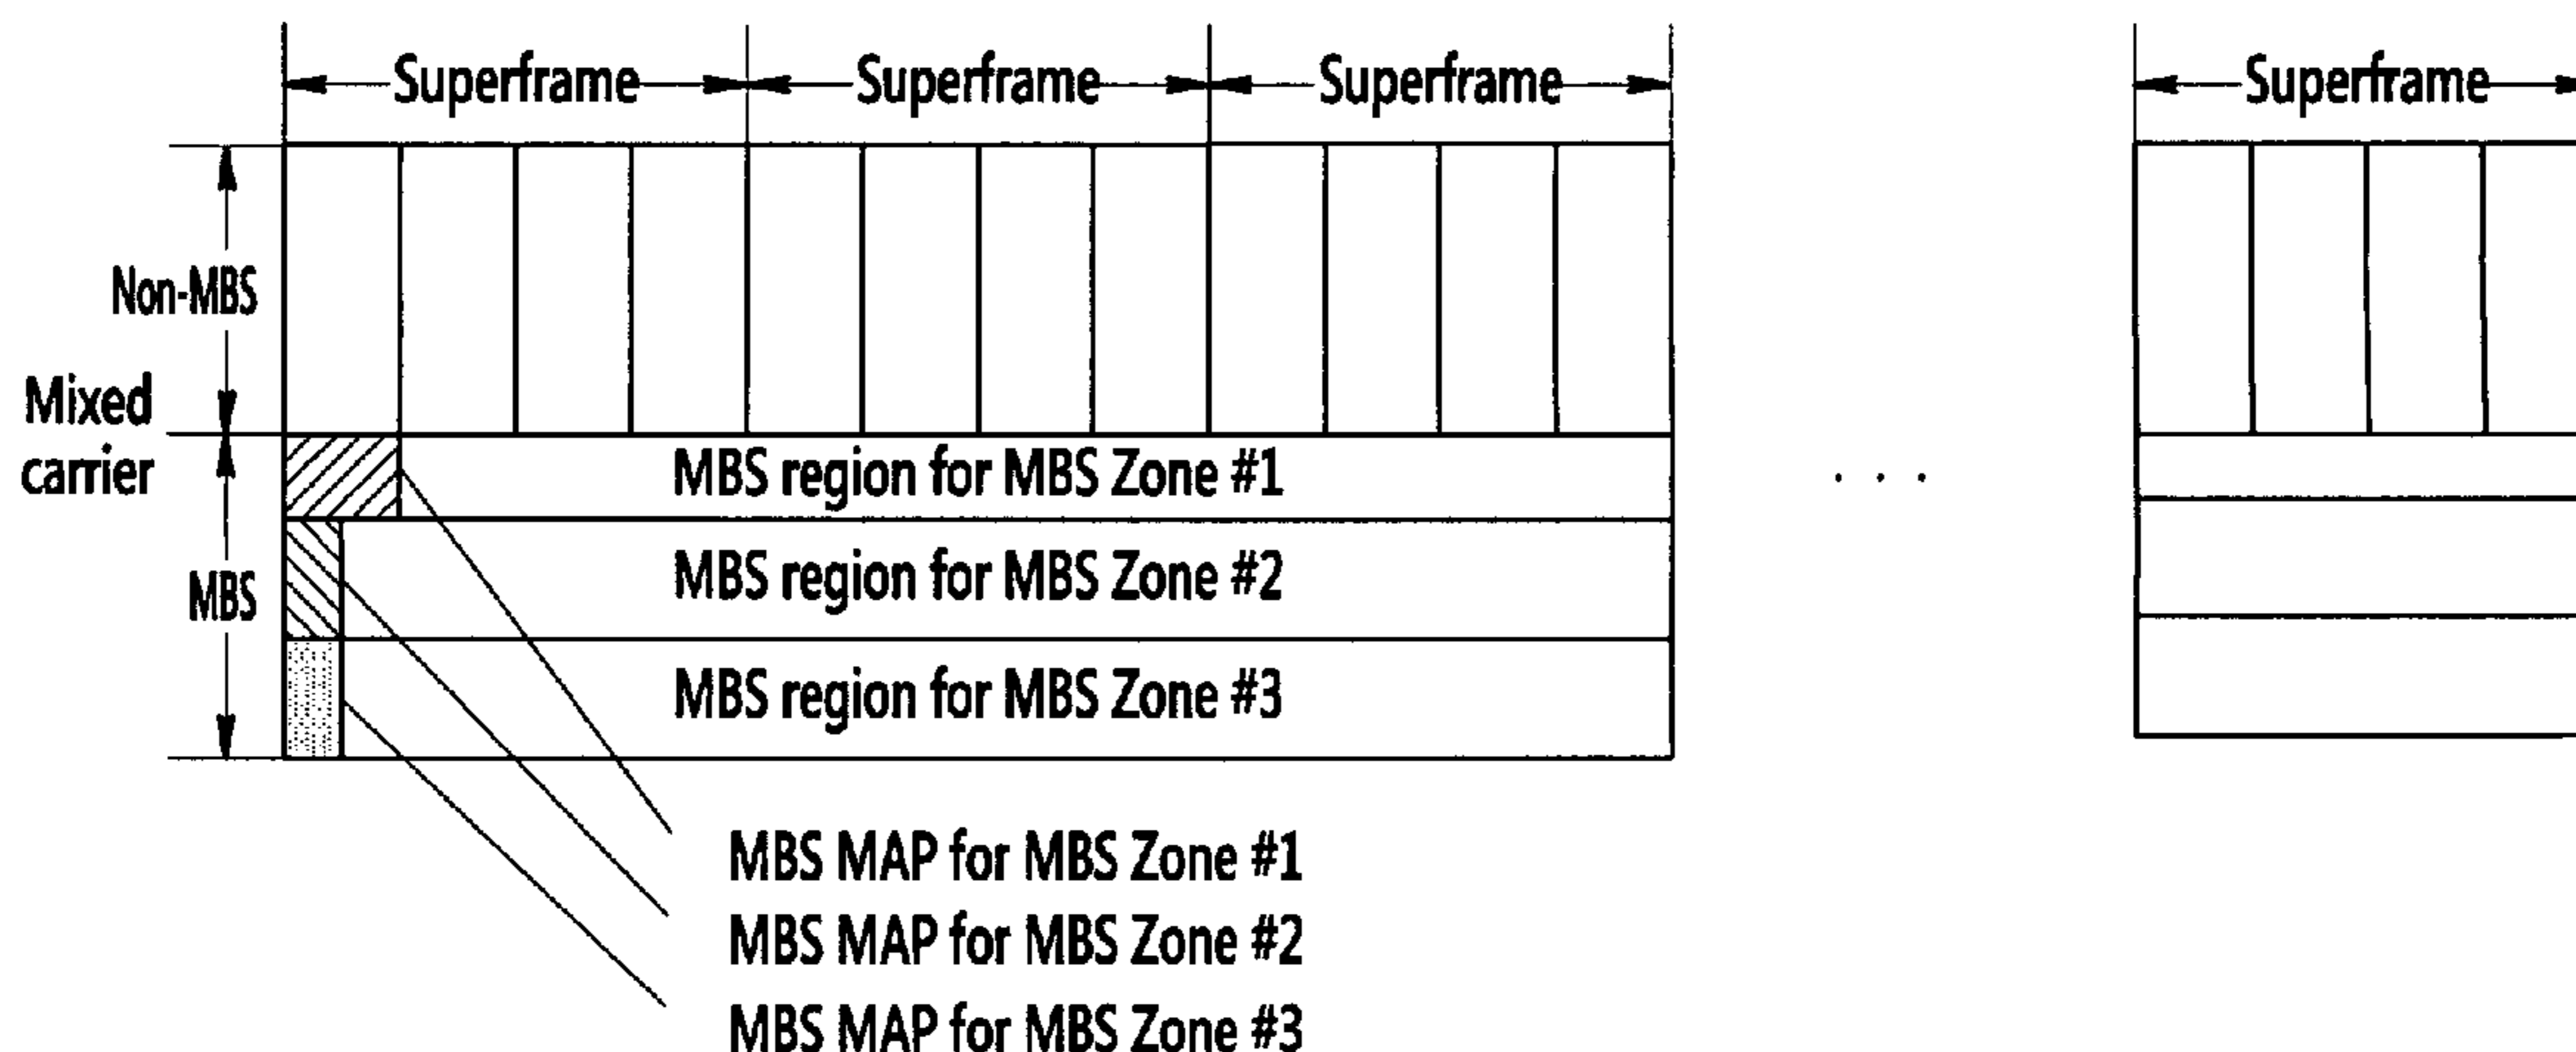 Superframe Superframe Superframe Superframe
Non-MBS
Mixed
carrier
MBS region for MBS Zone #1
. . .
MBS region for MBS Zone #2
MBS
MBS region for MBS Zone #3
MBS MAP for MBS Zone #1
MBS MAP for MBS Zone #2
MBS MAP for MBS Zone #3